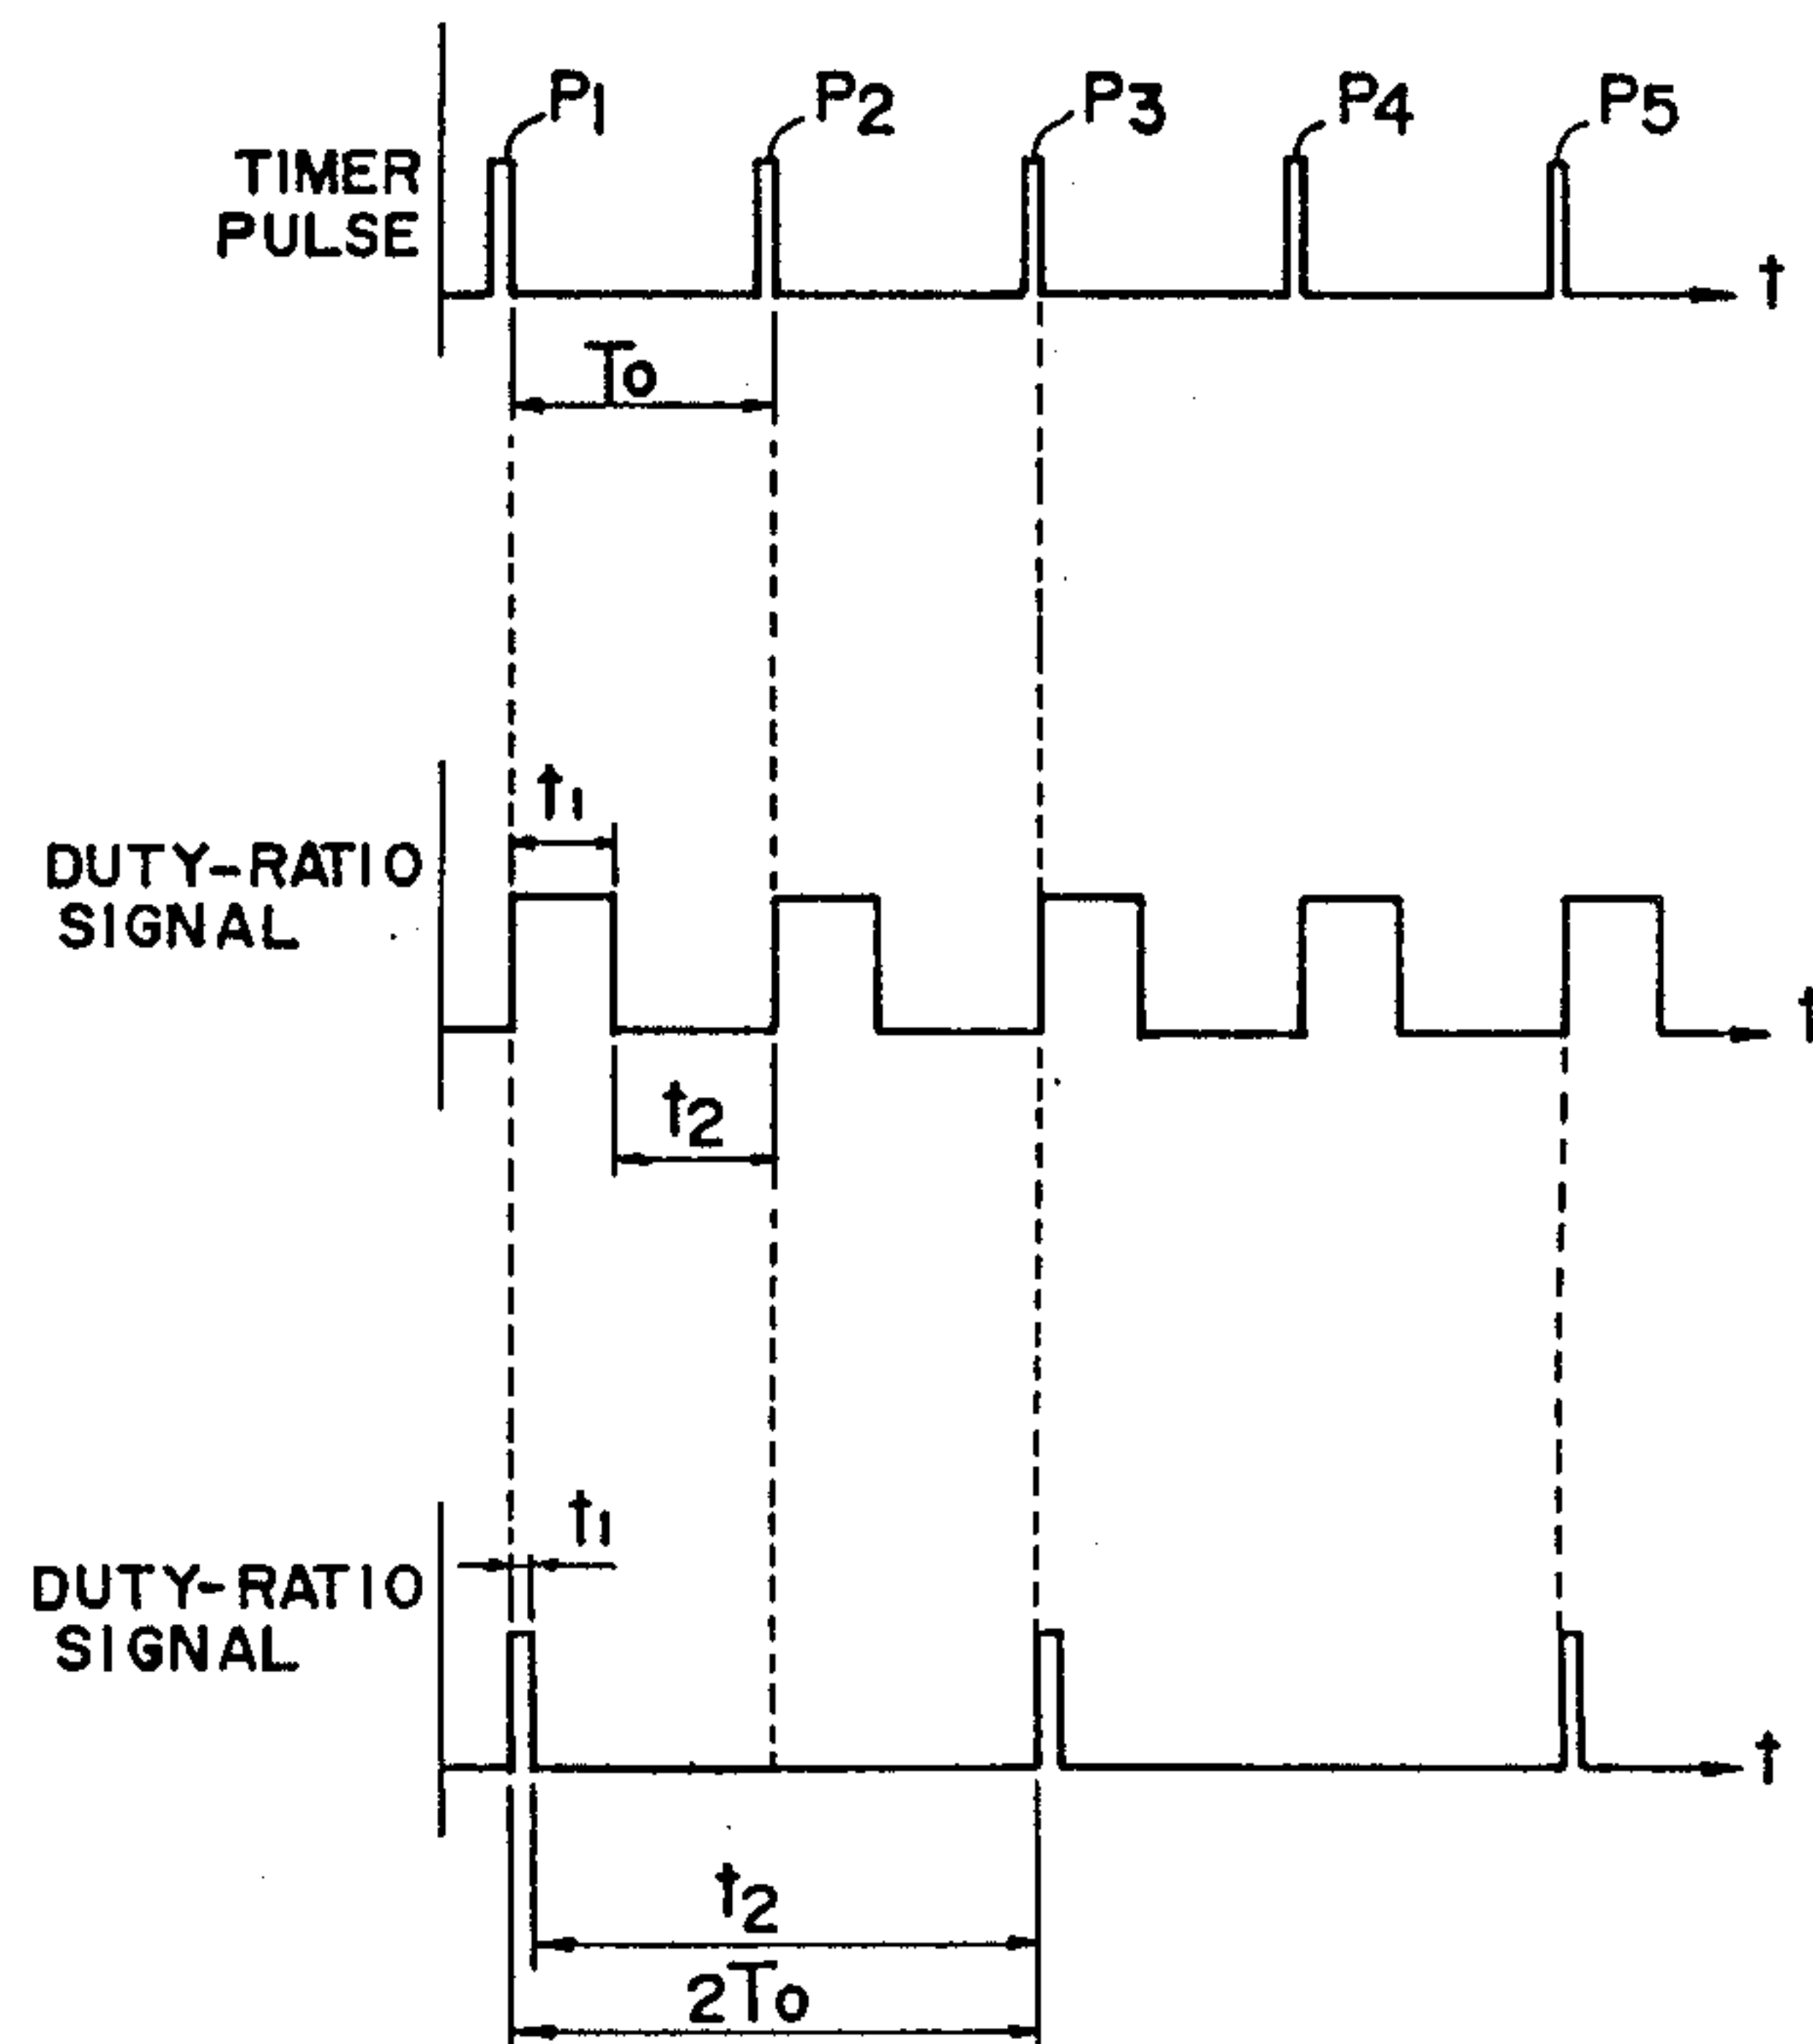 P1 P2 P3 P4 P5
TIMER
PULSE
t
To
t1
DUTY-RATIO
SIGNAL
t
t2
t1
DUTY-RATIO
SIGNAL
t
t2
2To